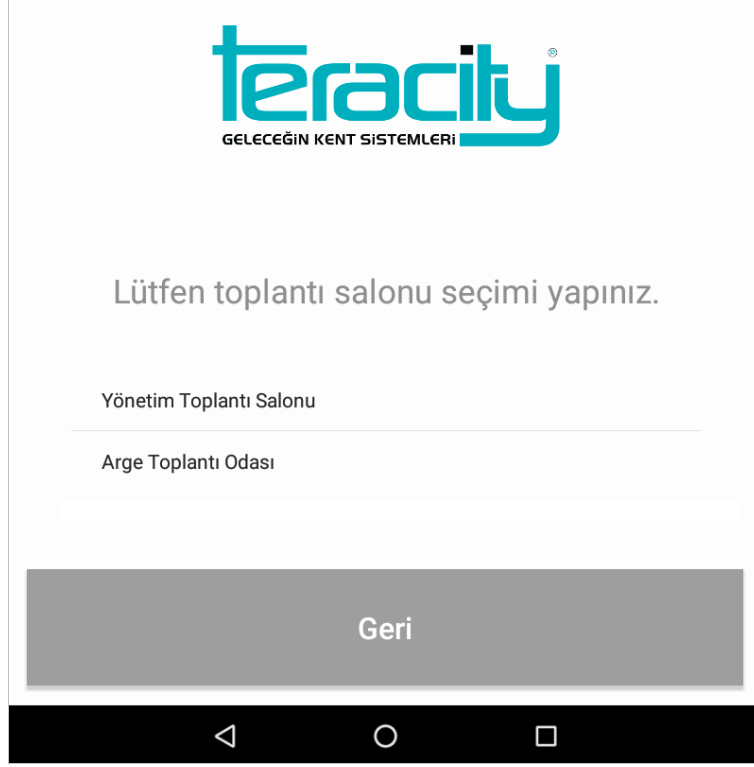 teracity®
GELECEĞİN KENT SİSTEMLERİ
Lütfen toplantı salonu seçimi yapınız.
Yönetim Toplantı Salonu
Arge Toplantı Odası
Geri